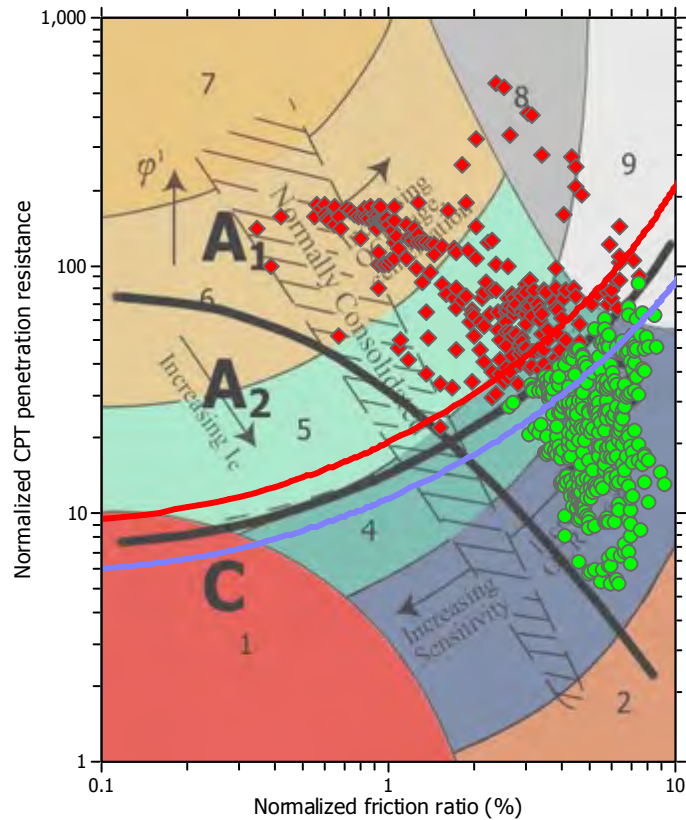 1,000
7
8
9
φ'
Normally Consolidated
A₁
100
6
A₂
Increasing Ic
5
10
4
C
1
Increasing
Sensitivity
2
1
0.1
1
10
Normalized CPT penetration resistance
Normalized friction ratio (%)